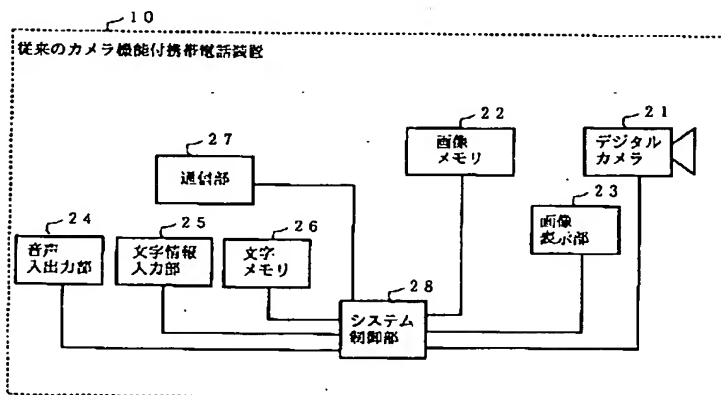 10
従来のカメラ機能付携帯電話装置
22
画像
メモリ
21
デジタル
カメラ
27
通信部
23
画像
表示部
24
音声
入出力部
25
文字情報
入力部
26
文字
メモリ
28
システム
制御部